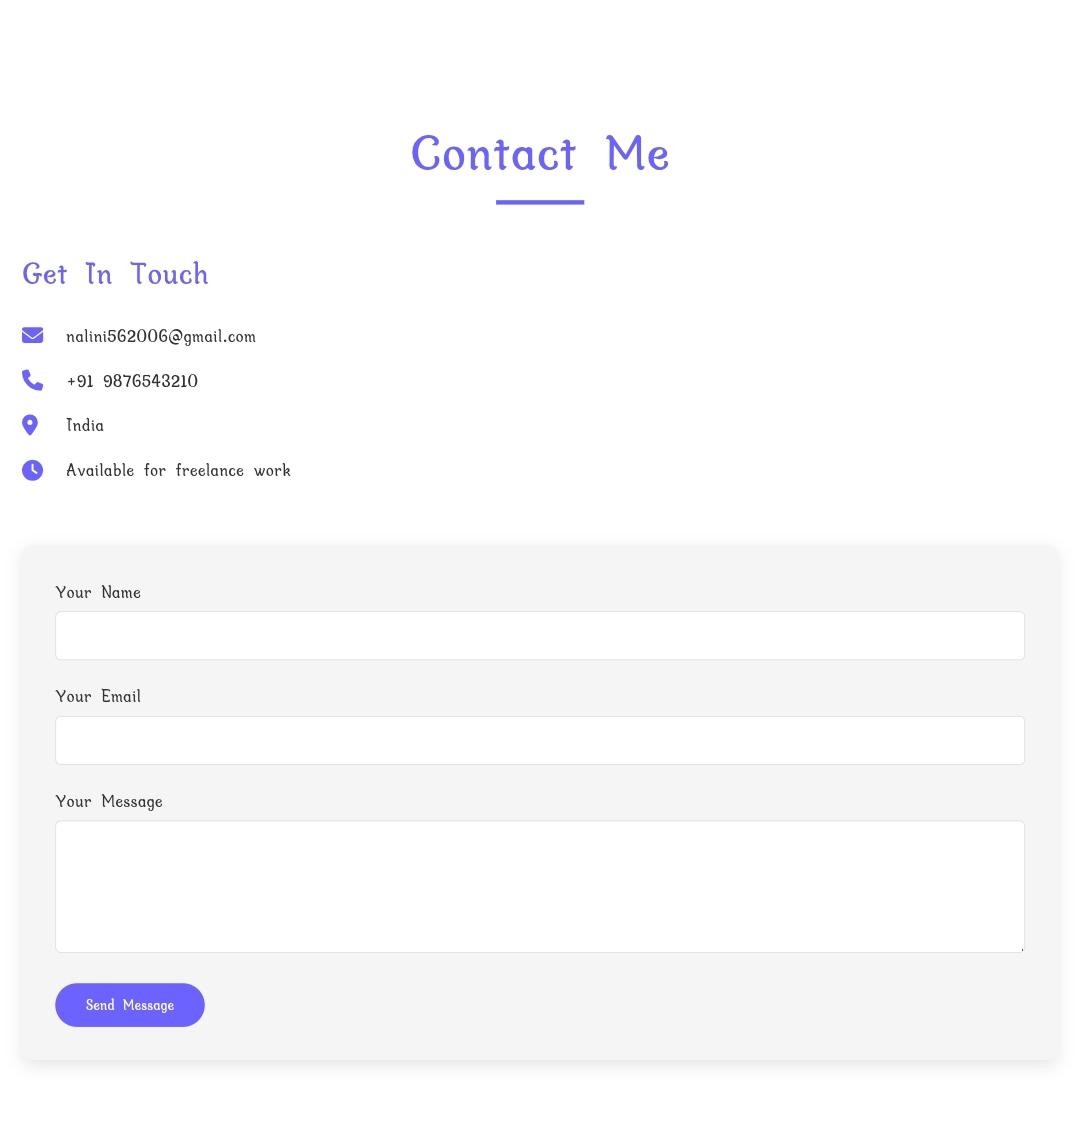 Contact Me
Get In Touch
nalini562006@gmail.com
+91 9876543210
India
Available for freelance work
Your Name
Your Email
Your Message
Send Message